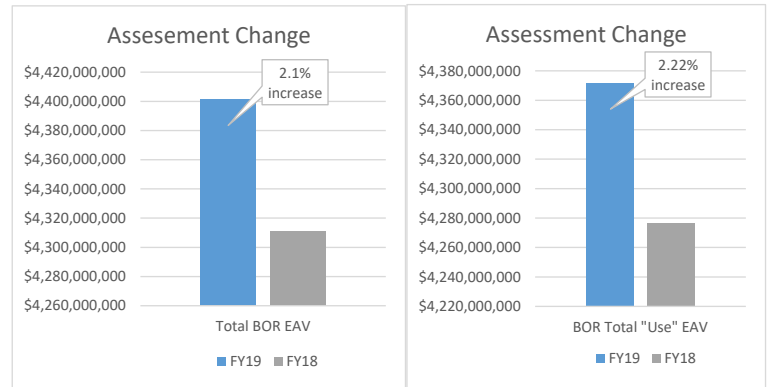 Assesement Change
2.1%
increase
$4,420,000,000
$4,400,000,000
$4,380,000,000
$4,360,000,000
$4,340,000,000
$4,320,000,000
$4,300,000,000
$4,280,000,000
$4,260,000,000
Total BOR EAV
FY19 FY18
Assessment Change
2.22%
increase
$4,380,000,000
$4,360,000,000
$4,340,000,000
$4,320,000,000
$4,300,000,000
$4,280,000,000
$4,260,000,000
$4,240,000,000
$4,220,000,000
BOR Total "Use" EAV
FY19 FY18